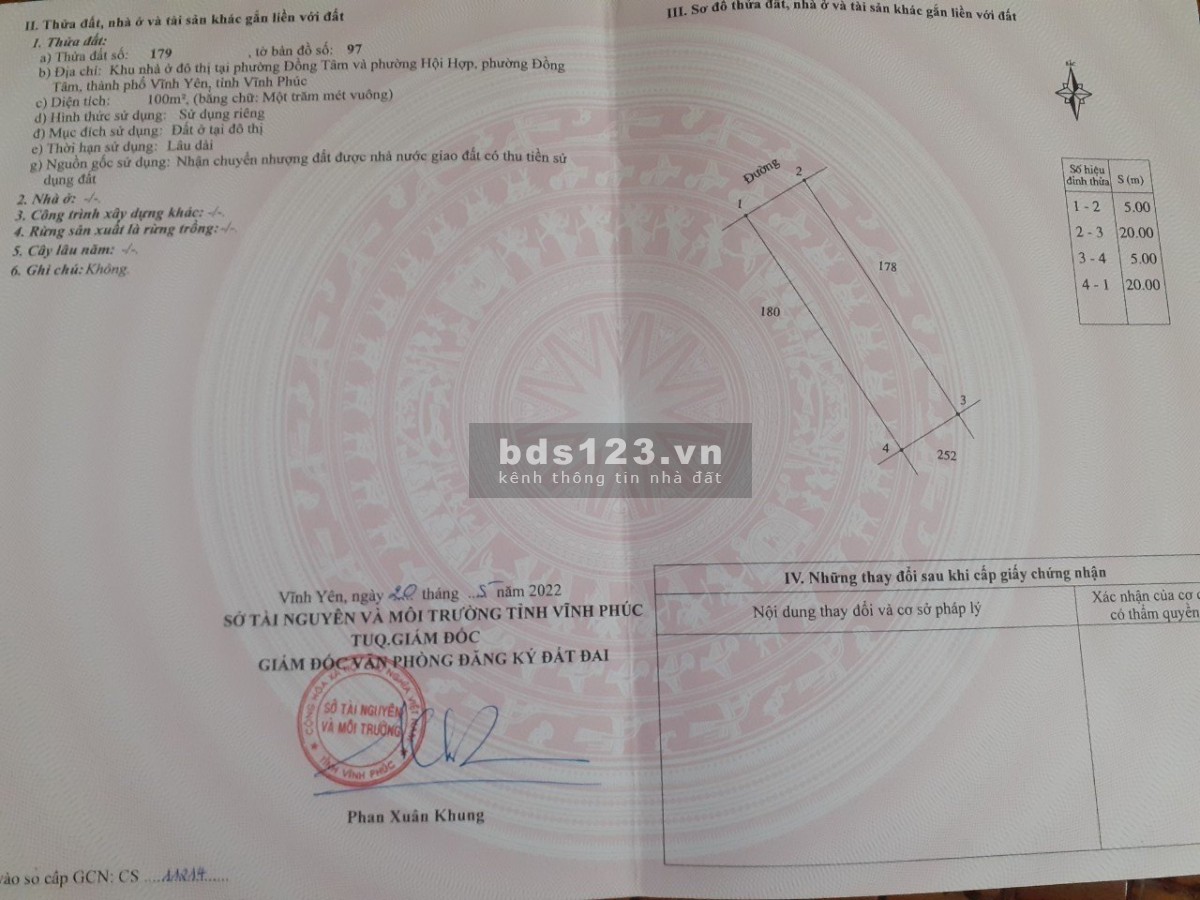 II. Thửa đất, nhà ở và tài sản khác gắn liền với đất
1. Thửa đất:
a) Thửa đất số: 179 , tờ bản đồ số: 97
b) Địa chỉ: Khu nhà ở đô thị tại phường Đồng Tâm và phường Hội Hợp, phường Đồng
Tâm, thành phố Vĩnh Yên, tỉnh Vĩnh Phúc
c) Diện tích: 100m², (bằng chữ: Một trăm mét vuông)
d) Hình thức sử dụng: Sử dụng riêng
đ) Mục đích sử dụng: Đất ở tại đô thị
e) Thời hạn sử dụng: Lâu dài
g) Nguồn gốc sử dụng: Nhận chuyển nhượng đất được nhà nước giao đất có thu tiền sử
dụng đất
2. Nhà ở: -/-.
3. Công trình xây dựng khác: -/-.
4. Rừng sản xuất là rừng trồng: -/-.
5. Cây lâu năm: -/-.
6. Ghi chú: Không.
Vĩnh Yên, ngày 20 tháng ..5 năm 2022
SỞ TÀI NGUYÊN VÀ MÔI TRƯỜNG TỈNH VĨNH PHÚC
TUQ.GIÁM ĐỐC
GIÁM ĐỐC VĂN PHÒNG ĐĂNG KÝ ĐẤT ĐAI
SỞ TÀI NGUYÊN
VÀ MÔI TRƯỜNG
TỈNH VĨNH PHÚC
Phan Xuân Khung
vào sổ cấp GCN: CS
III. Sơ đồ thửa đất, nhà ở và tài sản khác gắn liền với đất
Bắc
Đường
1
2
178
180
3
4
252
Số hiệu đỉnh thửa S (m)
1 - 2 5.00
2 - 3 20.00
3 - 4 5.00
4 - 1 20.00
bds123.vn
kênh thông tin nhà đất
IV. Những thay đổi sau khi cấp giấy chứng nhận
Nội dung thay đổi và cơ sở pháp lý
Xác nhận của cơ
có thẩm quyền